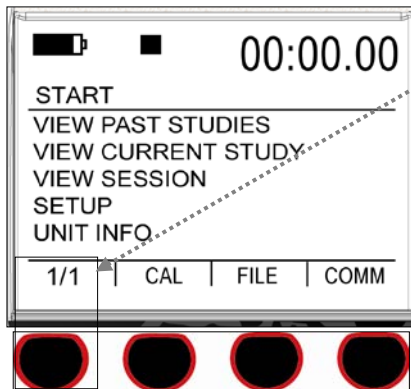 00:00.00
START
VIEW PAST STUDIES
VIEW CURRENT STUDY
VIEW SESSION
SETUP
UNIT INFO
1/1 CAL FILE COMM